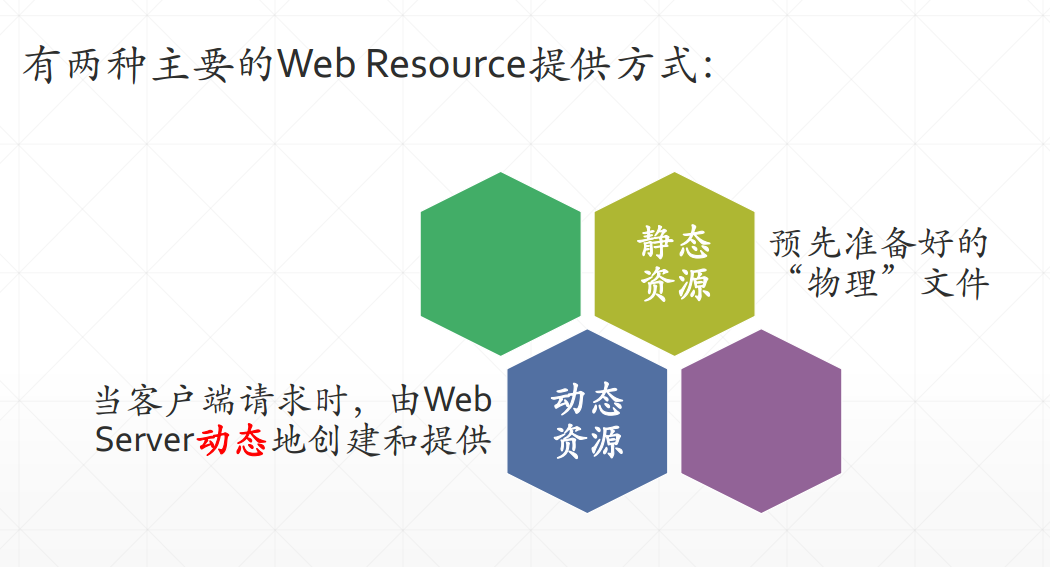 有两种主要的Web Resource提供方式：
静态
资源
预先准备好的
“物理”文件
当客户端请求时，由Web
Server动态地创建和提供
动态
资源